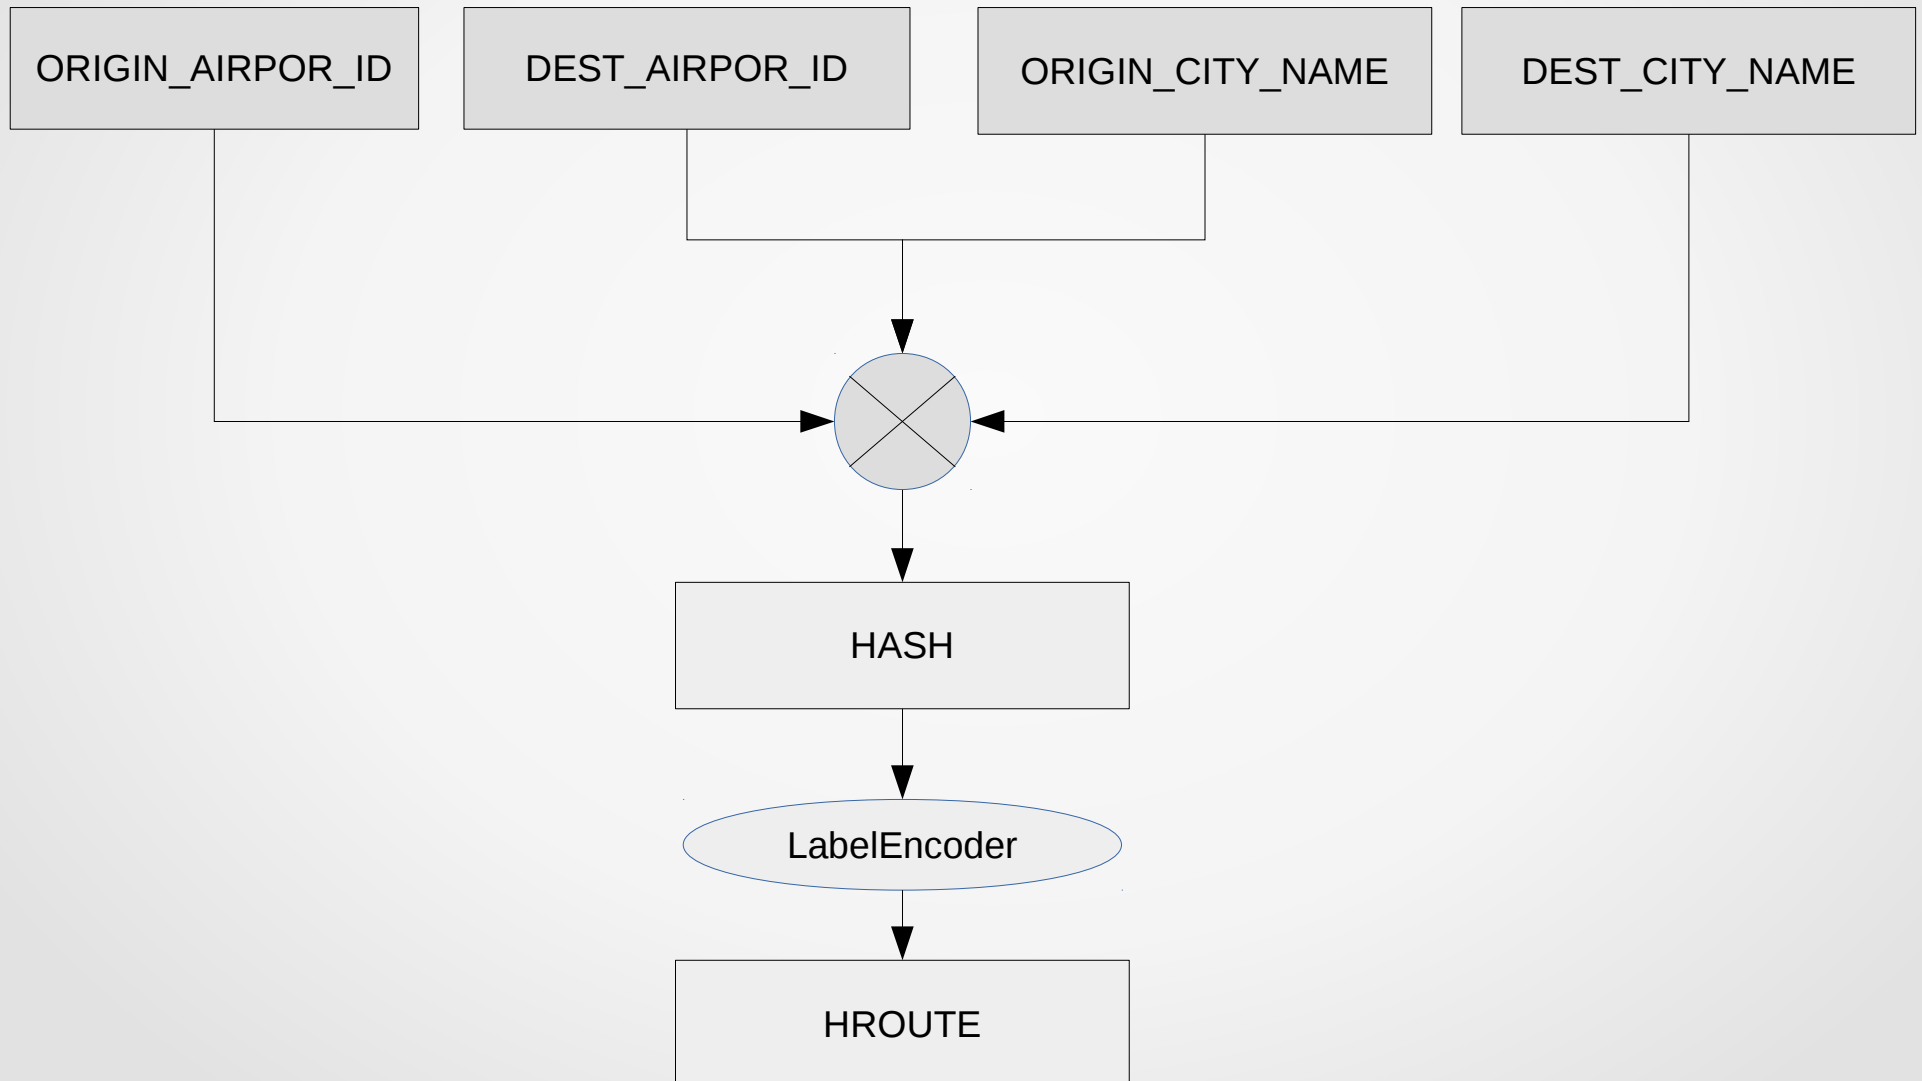 ORIGIN_AIRPOR_ID
DEST_AIRPOR_ID
ORIGIN_CITY_NAME
DEST_CITY_NAME
HASH
LabelEncoder
HROUTE